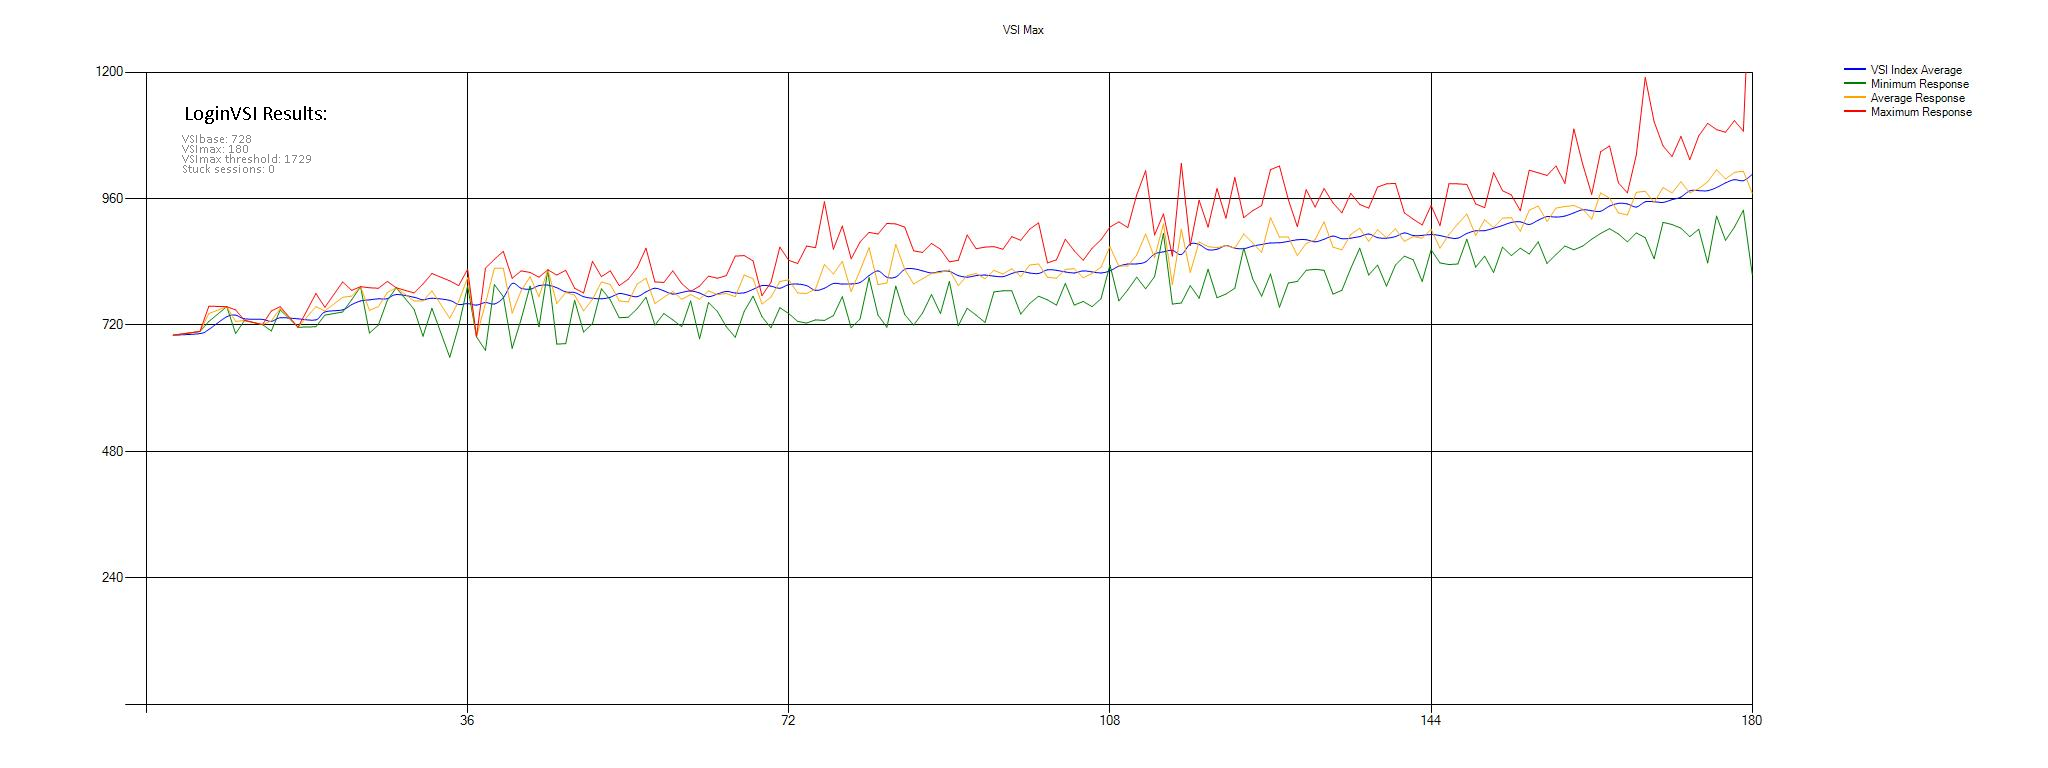 VSI Max
1200
960
720
480
240
LoginVSI Results:
VSIbase: 728
VSImax: 180
VSImax threshold: 1729
Stuck sessions: 0
VSI Index Average
Minimum Response
Average Response
Maximum Response
36
72
108
144
180